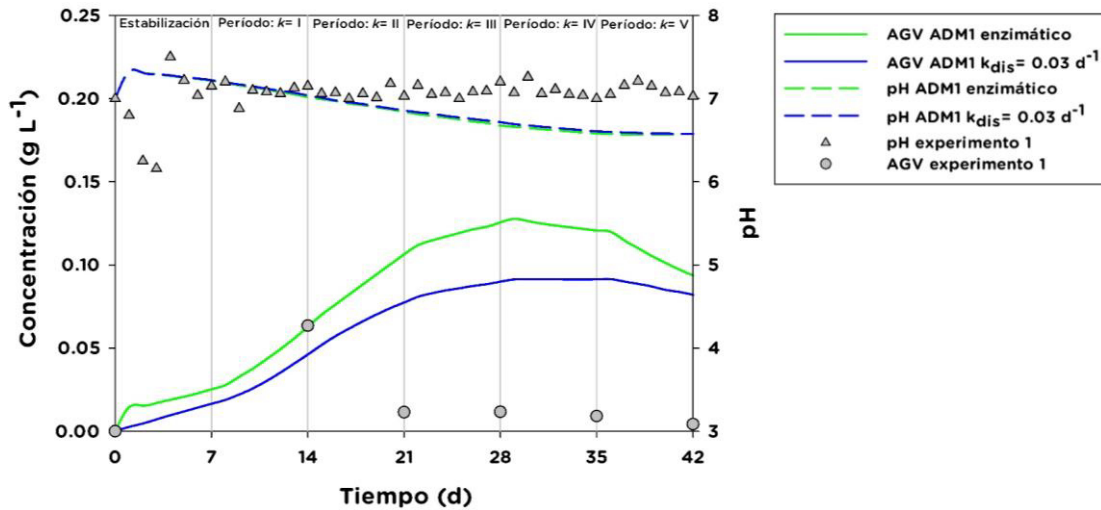 Estabilización Período: k= I Período: k= II Período: k= III Período: k= IV Período: k= V
0.25
0.20
0.15
0.10
0.05
0.00
Concentración (g L-1)
8
7
6
5
4
3
pH
0 7 14 21 28 35 42
Tiempo (d)
AGV ADM1 enzimático
AGV ADM1 kdis= 0.03 d-1
pH ADM1 enzimático
pH ADM1 kdis= 0.03 d-1
pH experimento 1
AGV experimento 1